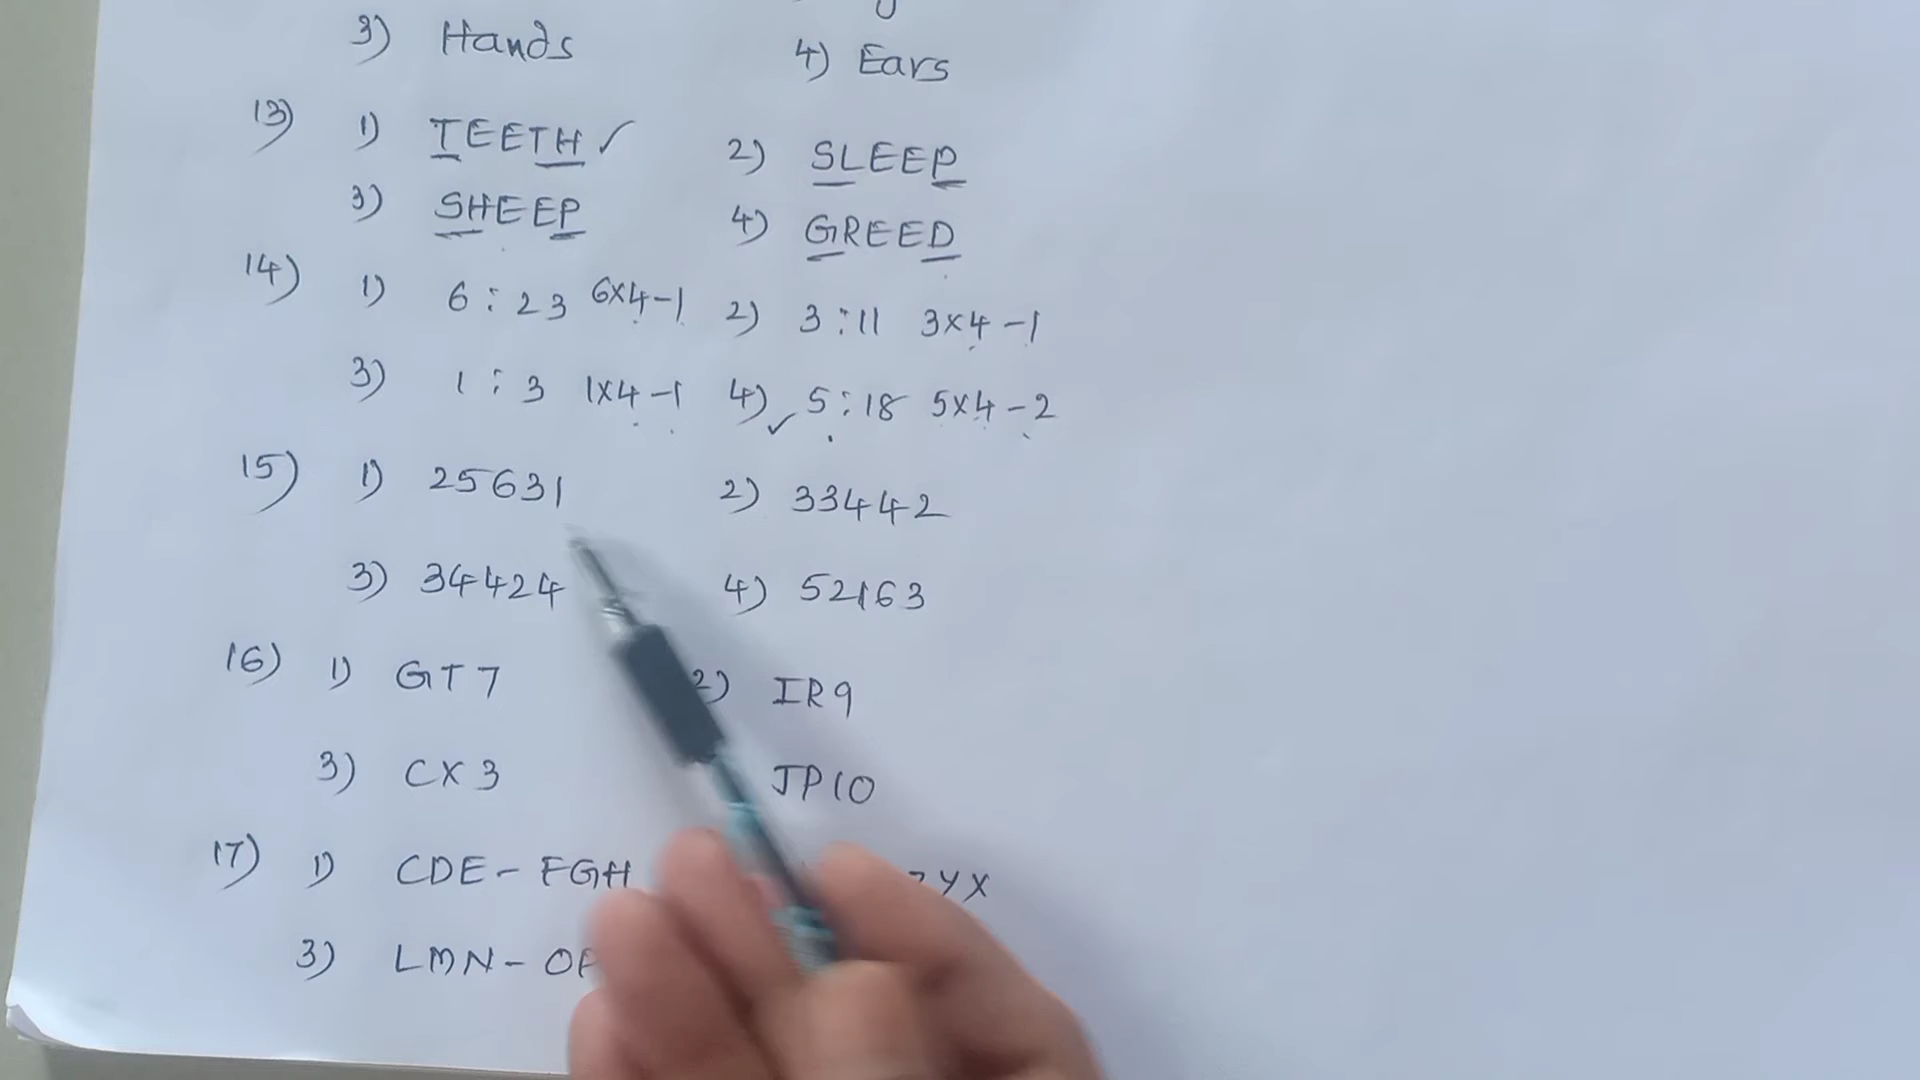 3) Hands 4) Ears
13) 1) TEETH ✓ 2) SLEEP
3) SHEEP 4) GREED
14) 1) 6 : 23 6x4-1 2) 3 : 11 3x4-1
3) 1 : 3 1x4-1 4) ✓ 5 : 18 5x4-2
15) 1) 25631 2) 33442
3) 34424 4) 52163
16) 1) GT7 2) IR9
3) CX3 JP10
17) 1) CDE - FGH YX
3) LMN -